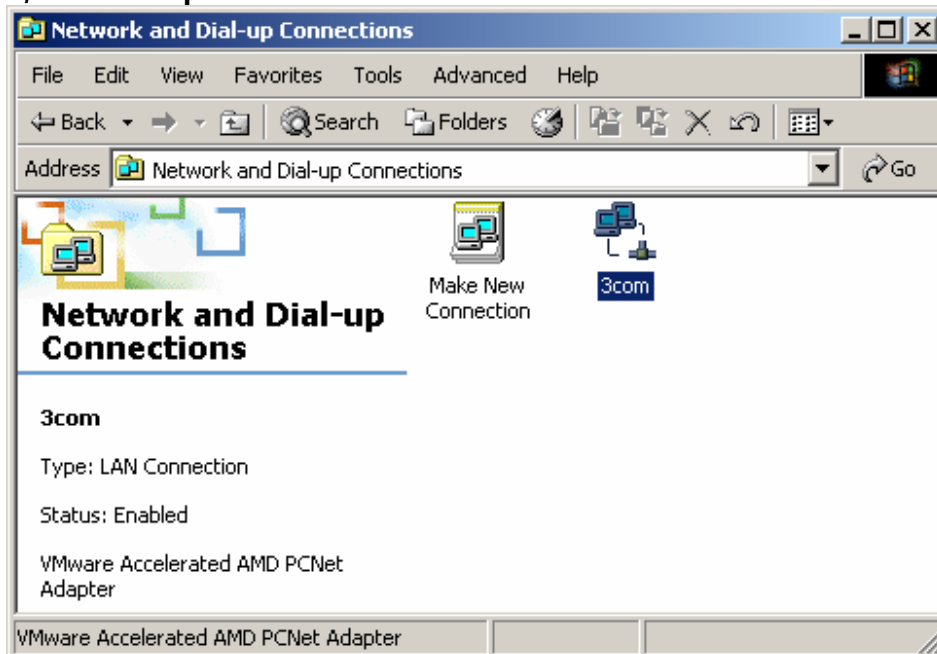 Network and Dial-up Connections
File Edit View Favorites Tools Advanced Help
Back Search Folders
Address Network and Dial-up Connections Go
Make New
Connection
3com
Network and Dial-up
Connections
3com
Type: LAN Connection
Status: Enabled
VMware Accelerated AMD PCNet
Adapter
VMware Accelerated AMD PCNet Adapter